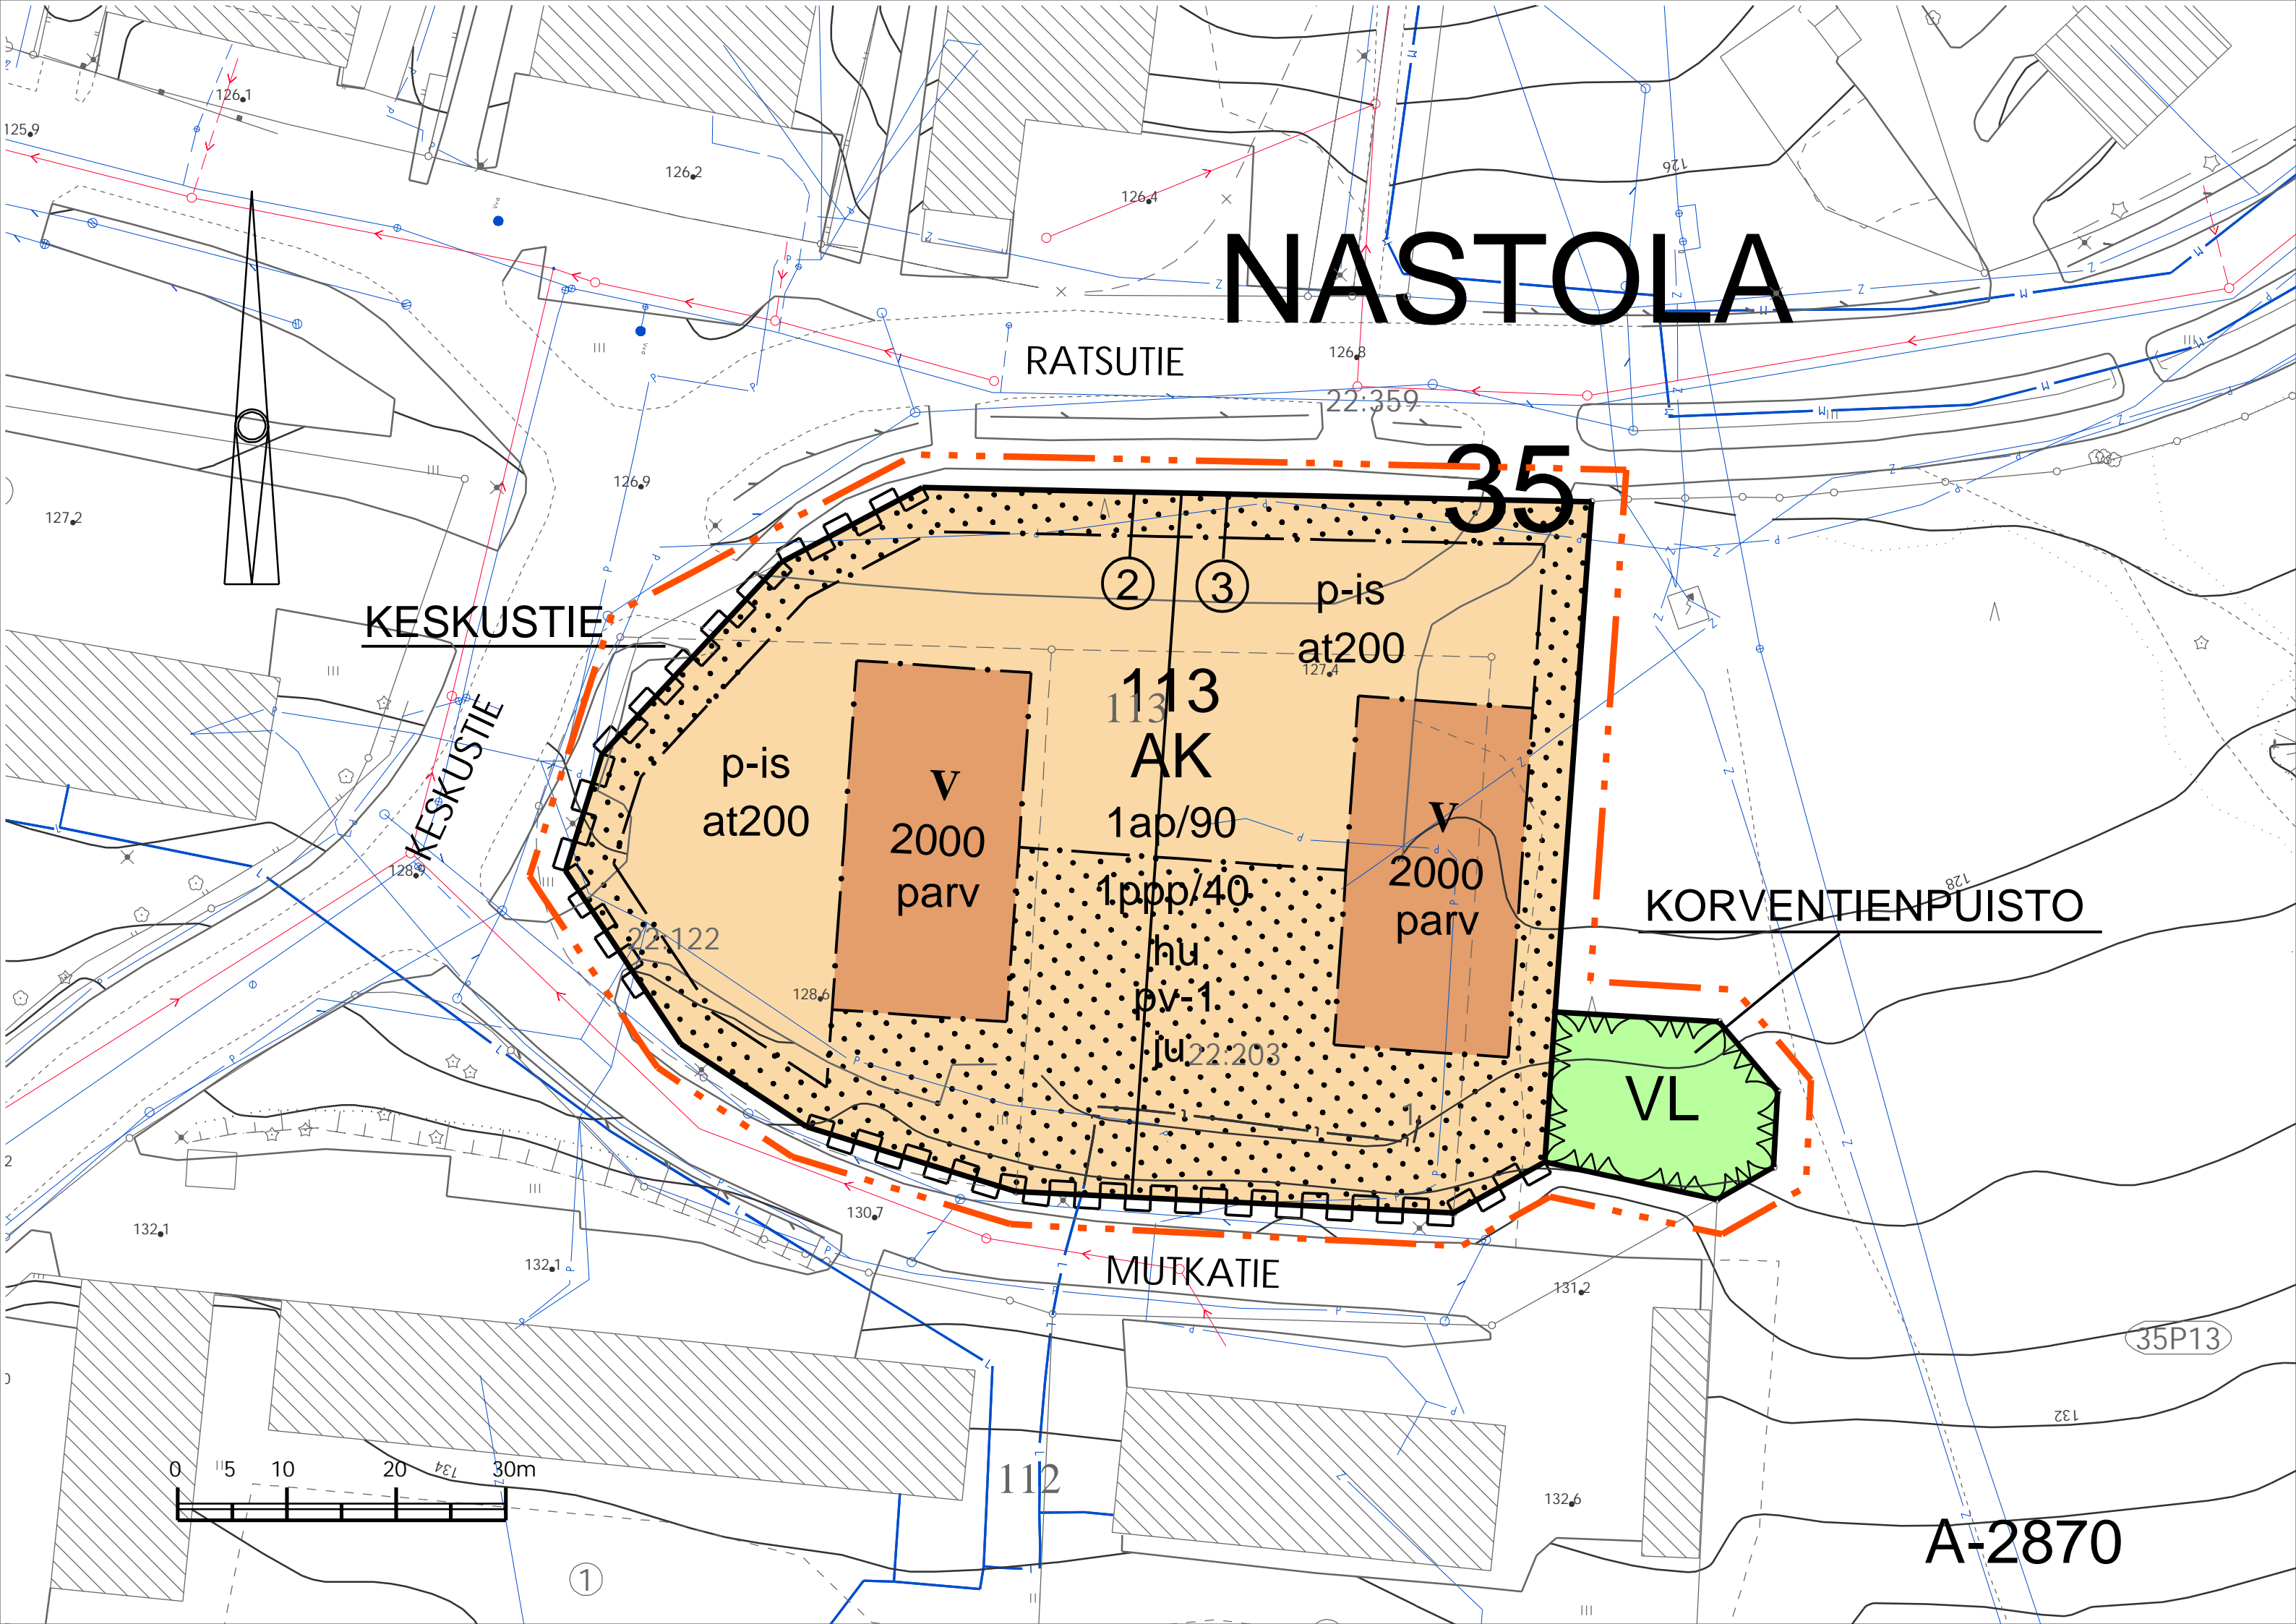 126,1
125.9
126,2
126,4
126
NASTOLA
RATSUTIE
126,8
22:359
35
126,9
127,2
KESKUSTIE
2
3
p-is
at200
127,4
113
113
AK
KESKUSTIE
p-is
at200
v
2000
parv
v
2000
parv
1ap/90
1ppp/40
hu
pv-1
ju
128,9
22:122
128,6
22:203
128
KORVENTIENPUISTO
VL
130,7
132,1
132,1
MUTKATIE
131,2
35P13
132
0 5 10 20 30m
134
112
132,6
A-2870
1